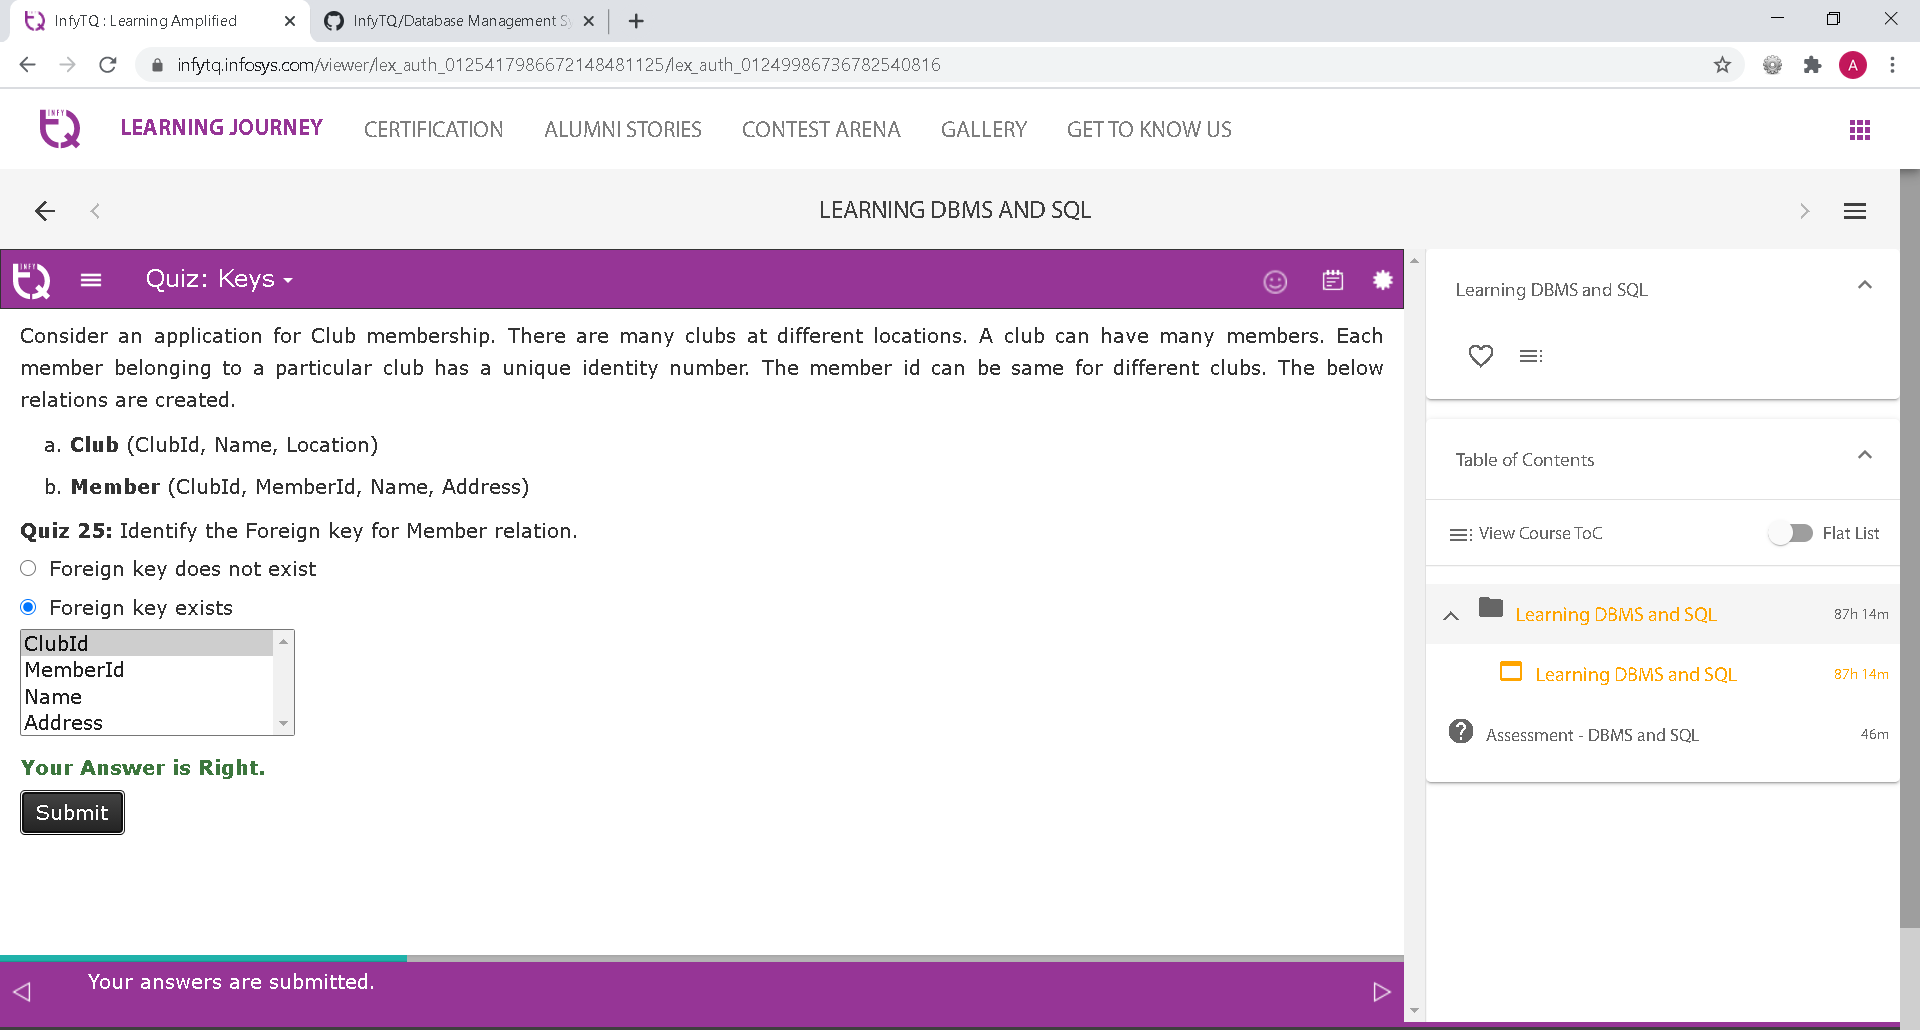 InfyTQ : Learning Amplified
InfyTQ/Database Management Sy
infytq.infosys.com/viewer/lex_auth_0125417986672148481125/lex_auth_01249986736782540816
A
INFY TQ
LEARNING JOURNEY
CERTIFICATION
ALUMNI STORIES
CONTEST ARENA
GALLERY
GET TO KNOW US
LEARNING DBMS AND SQL
INFY TQ
Quiz: Keys
Consider an application for Club membership. There are many clubs at different locations. A club can have many members. Each
member belonging to a particular club has a unique identity number. The member id can be same for different clubs. The below
relations are created.
a. Club (ClubId, Name, Location)
b. Member (ClubId, MemberId, Name, Address)
Quiz 25: Identify the Foreign key for Member relation.
Foreign key does not exist
Foreign key exists
ClubId
MemberId
Name
Address
Your Answer is Right.
Submit
Your answers are submitted.
Learning DBMS and SQL
Table of Contents
View Course ToC
Flat List
Learning DBMS and SQL
87h 14m
Learning DBMS and SQL
87h 14m
Assessment - DBMS and SQL
46m